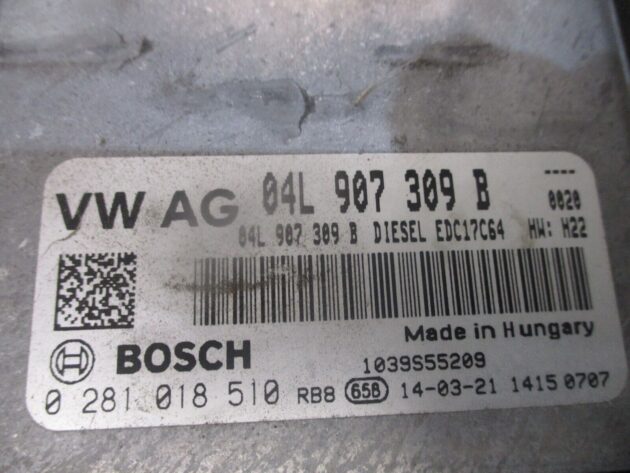 VW AG 04L 907 309 B ----
0020
04L 907 309 B DIESEL EDC17C64 HW: H22
Made in Hungary
BOSCH 1039S55209
0 281 018 510 RB8 65B 14-03-21 1415 0707